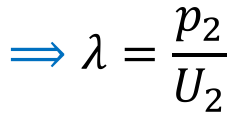 ⟹ λ = p₂/U₂